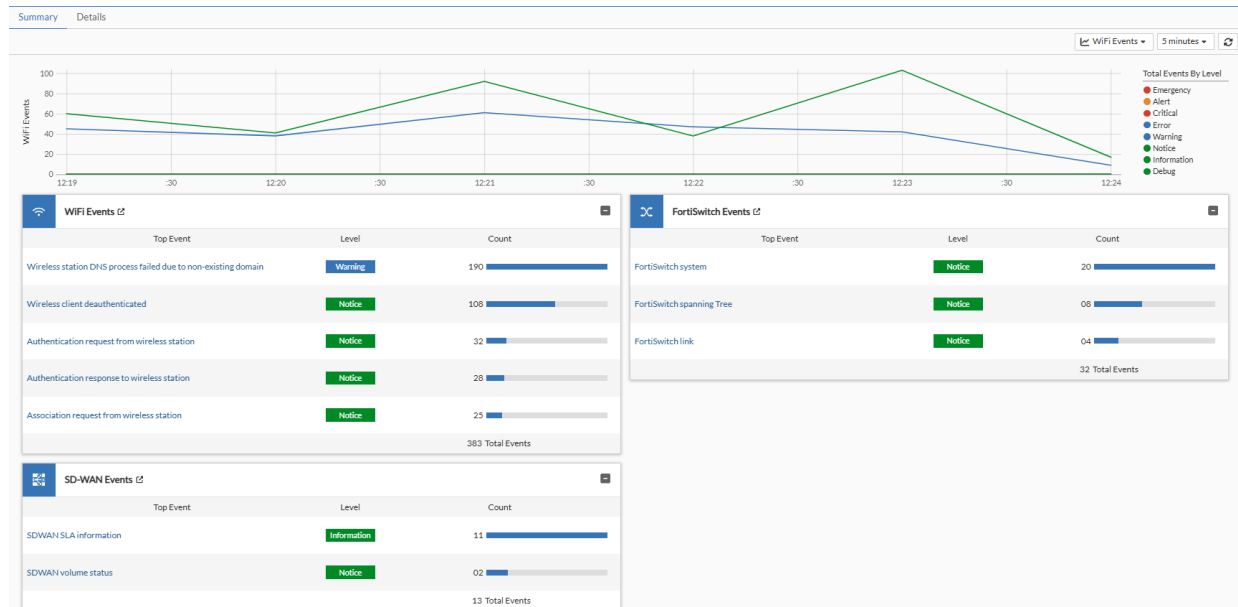 Summary Details
WiFi Events 5 minutes
Total Events By Level
Emergency
Alert
Critical
Error
Warning
Notice
Information
Debug
WiFi Events
100
80
60
40
20
0
12:19 :30 12:20 :30 12:21 :30 12:22 :30 12:23 :30 12:24
WiFi Events
Top Event Level Count
Wireless station DNS process failed due to non-existing domain Warning 190
Wireless client deauthenticated Notice 108
Authentication request from wireless station Notice 32
Authentication response to wireless station Notice 28
Association request from wireless station Notice 25
383 Total Events
FortiSwitch Events
Top Event Level Count
FortiSwitch system Notice 20
FortiSwitch spanning Tree Notice 08
FortiSwitch link Notice 04
32 Total Events
SD-WAN Events
Top Event Level Count
SDWAN SLA information Information 11
SDWAN volume status Notice 02
13 Total Events